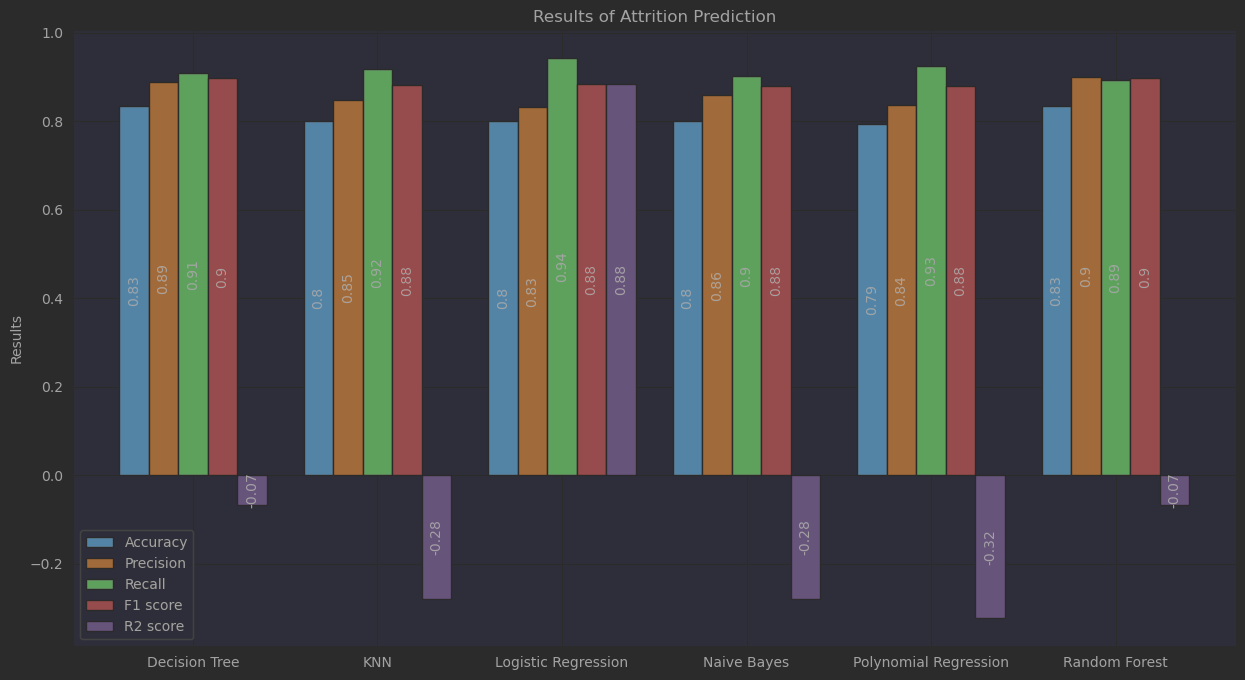 Results of Attrition Prediction
Results
1.0
0.8
0.6
0.4
0.2
0.0
−0.2
0.83
0.89
0.91
0.9
-0.07
0.8
0.85
0.92
0.88
-0.28
0.8
0.83
0.94
0.88
0.88
0.8
0.86
0.9
0.88
-0.28
0.79
0.84
0.93
0.88
-0.32
0.83
0.9
0.89
0.9
-0.07
Accuracy
Precision
Recall
F1 score
R2 score
Decision Tree
KNN
Logistic Regression
Naive Bayes
Polynomial Regression
Random Forest